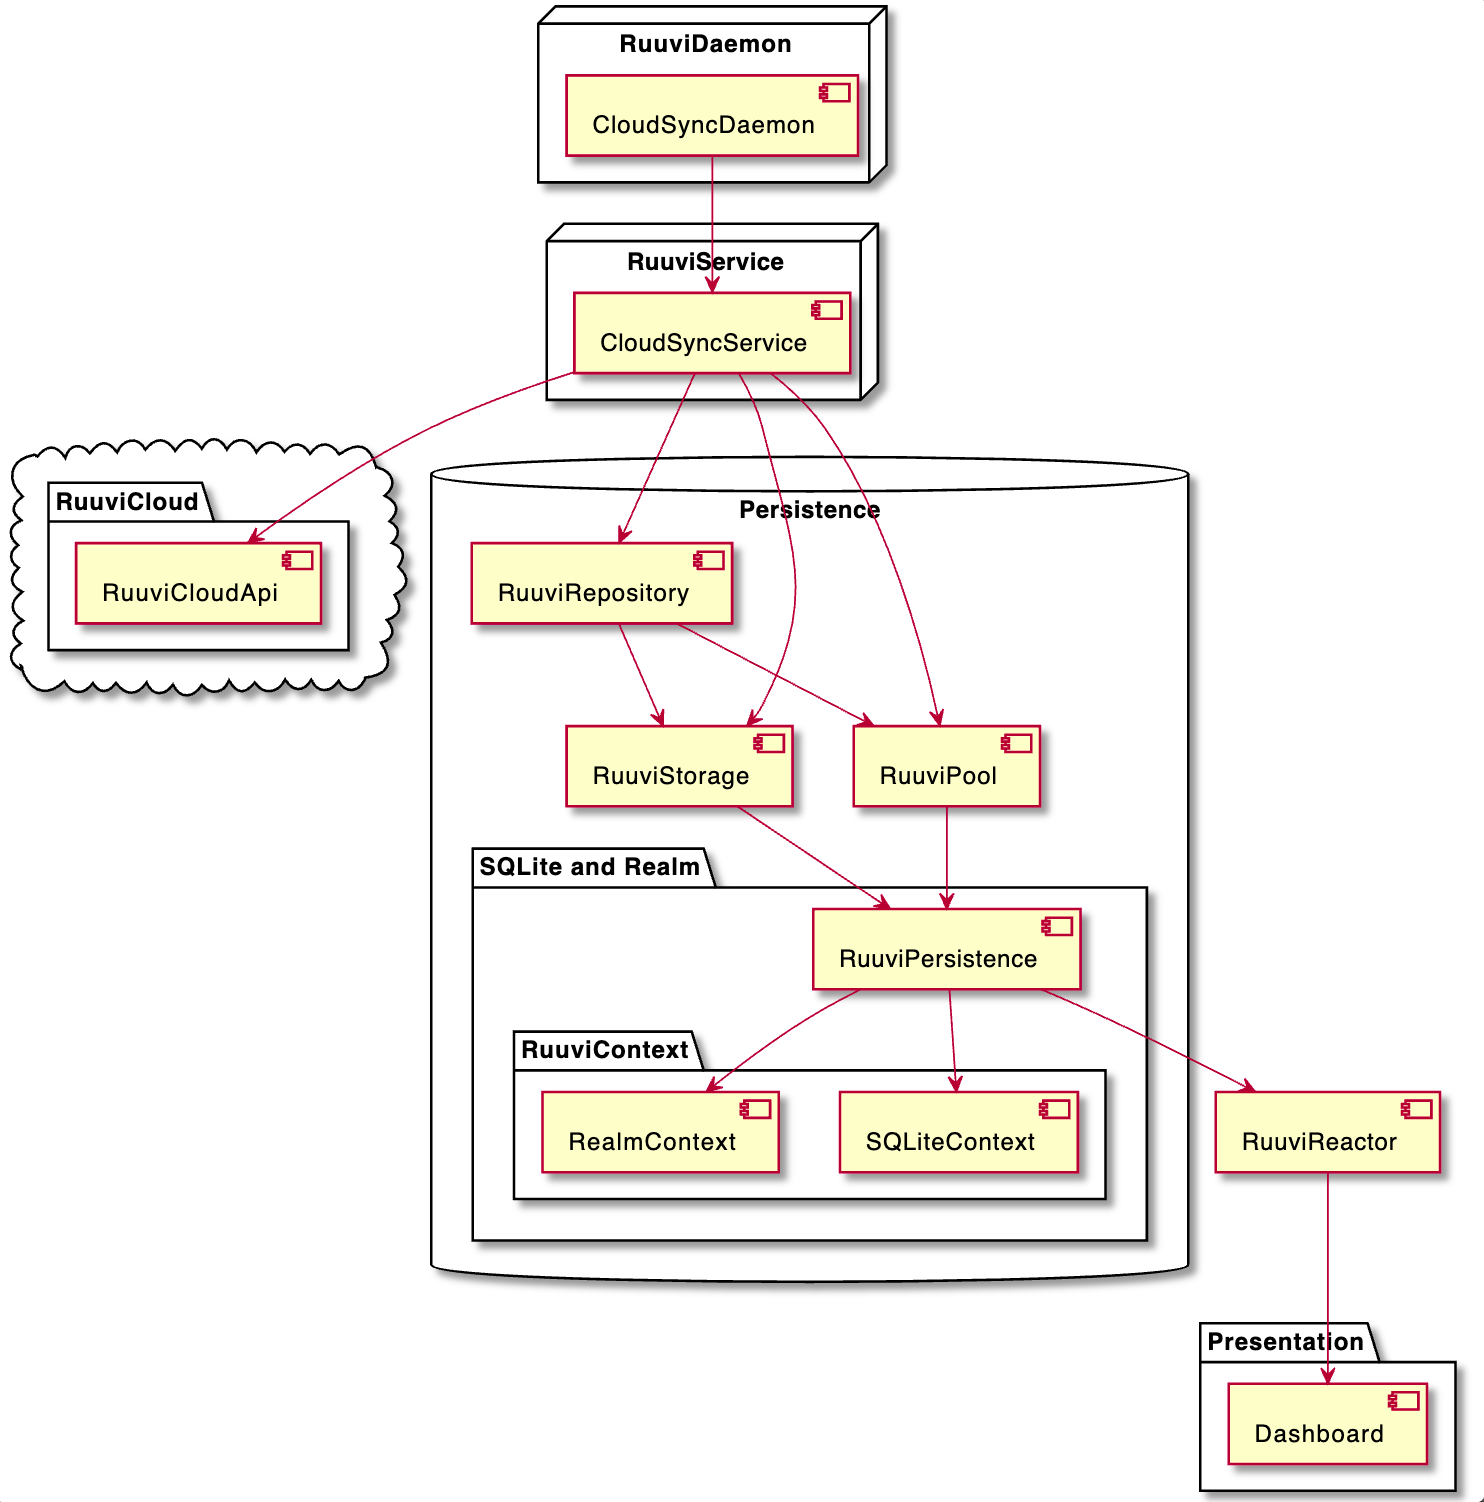 RuuviDaemon
CloudSyncDaemon
RuuviService
CloudSyncService
RuuviCloud
RuuviCloudApi
Persistence
RuuviRepository
RuuviStorage
RuuviPool
SQLite and Realm
RuuviPersistence
RuuviContext
RealmContext
SQLiteContext
RuuviReactor
Presentation
Dashboard